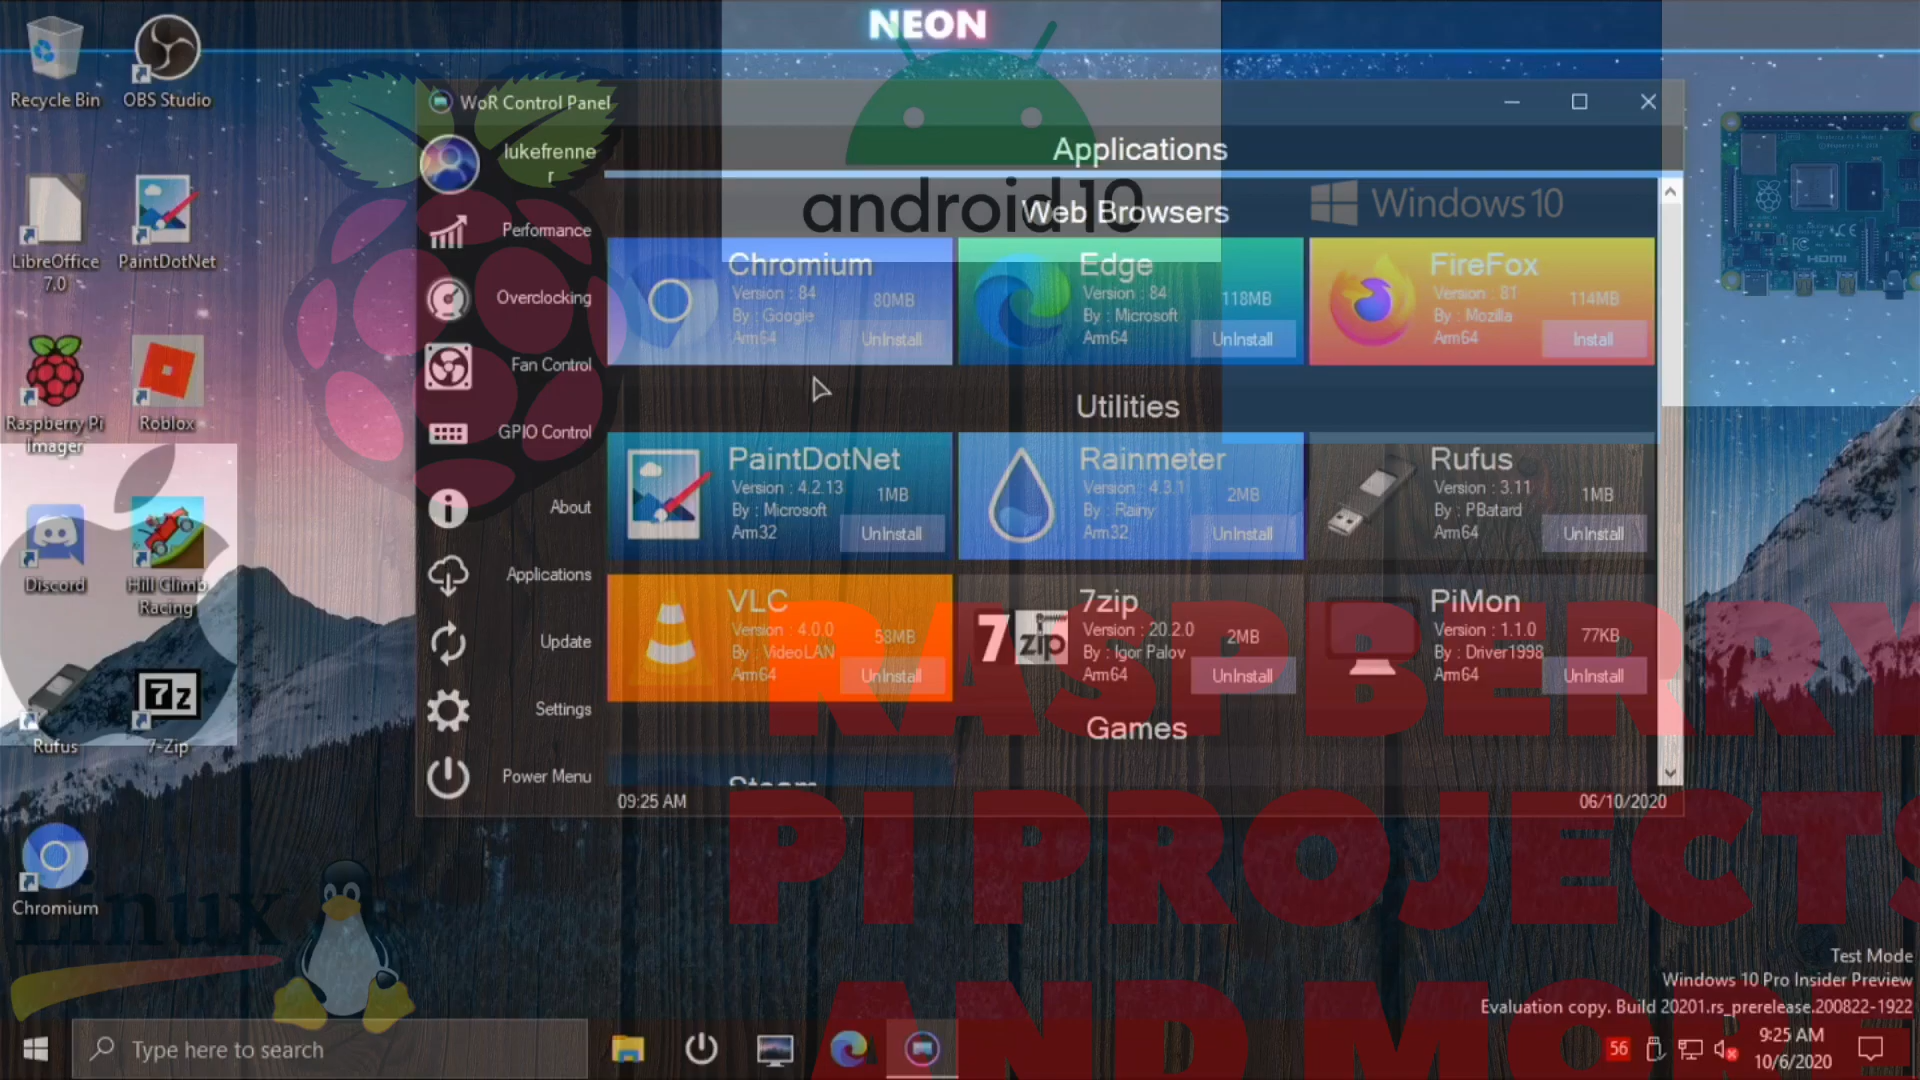 NEON
Recycle Bin
OBS Studio
LibreOffice
7.0
PaintDotNet
Raspberry Pi
Imager
Roblox
Discord
Hill Climb
Racing
Rufus
7-Zip
Chromium
Linux
WoR Control Panel
lukefrenne
r
Performance
Overclocking
Fan Control
GPIO Control
About
Applications
Update
Settings
Power Menu
Applications
android 10
Web Browsers
Windows 10
Chromium
Version : 84
80MB
By : Google
Arm64
UnInstall
Edge
Version : 84
118MB
By : Microsoft
Arm64
UnInstall
FireFox
Version : 81
114MB
By : Mozilla
Arm64
Install
HDMI
Utilities
PaintDotNet
Version : 4.2.13
1MB
By : Microsoft
Arm32
UnInstall
Rainmeter
Version : 4.3.1
2MB
By : Rainy
Arm32
UnInstall
Rufus
Version : 3.11
1MB
By : PBatard
Arm64
UnInstall
VLC
Version : 4.0.0
58MB
By : VideoLAN
Arm64
UnInstall
7zip
7zip
Version : 20.2.0
2MB
By : Igor Palov
Arm64
UnInstall
PiMon
Version : 1.1.0
77KB
By : Driver1998
Arm64
UnInstall
Games
Steam
09:25 AM
06/10/2020
RASPBERRY
PI PROJECTS
AND MO
Test Mode
Windows 10 Pro Insider Preview
Evaluation copy. Build 20201.rs_prerelease.200822-1922
Type here to search
56
9:25 AM
10/6/2020